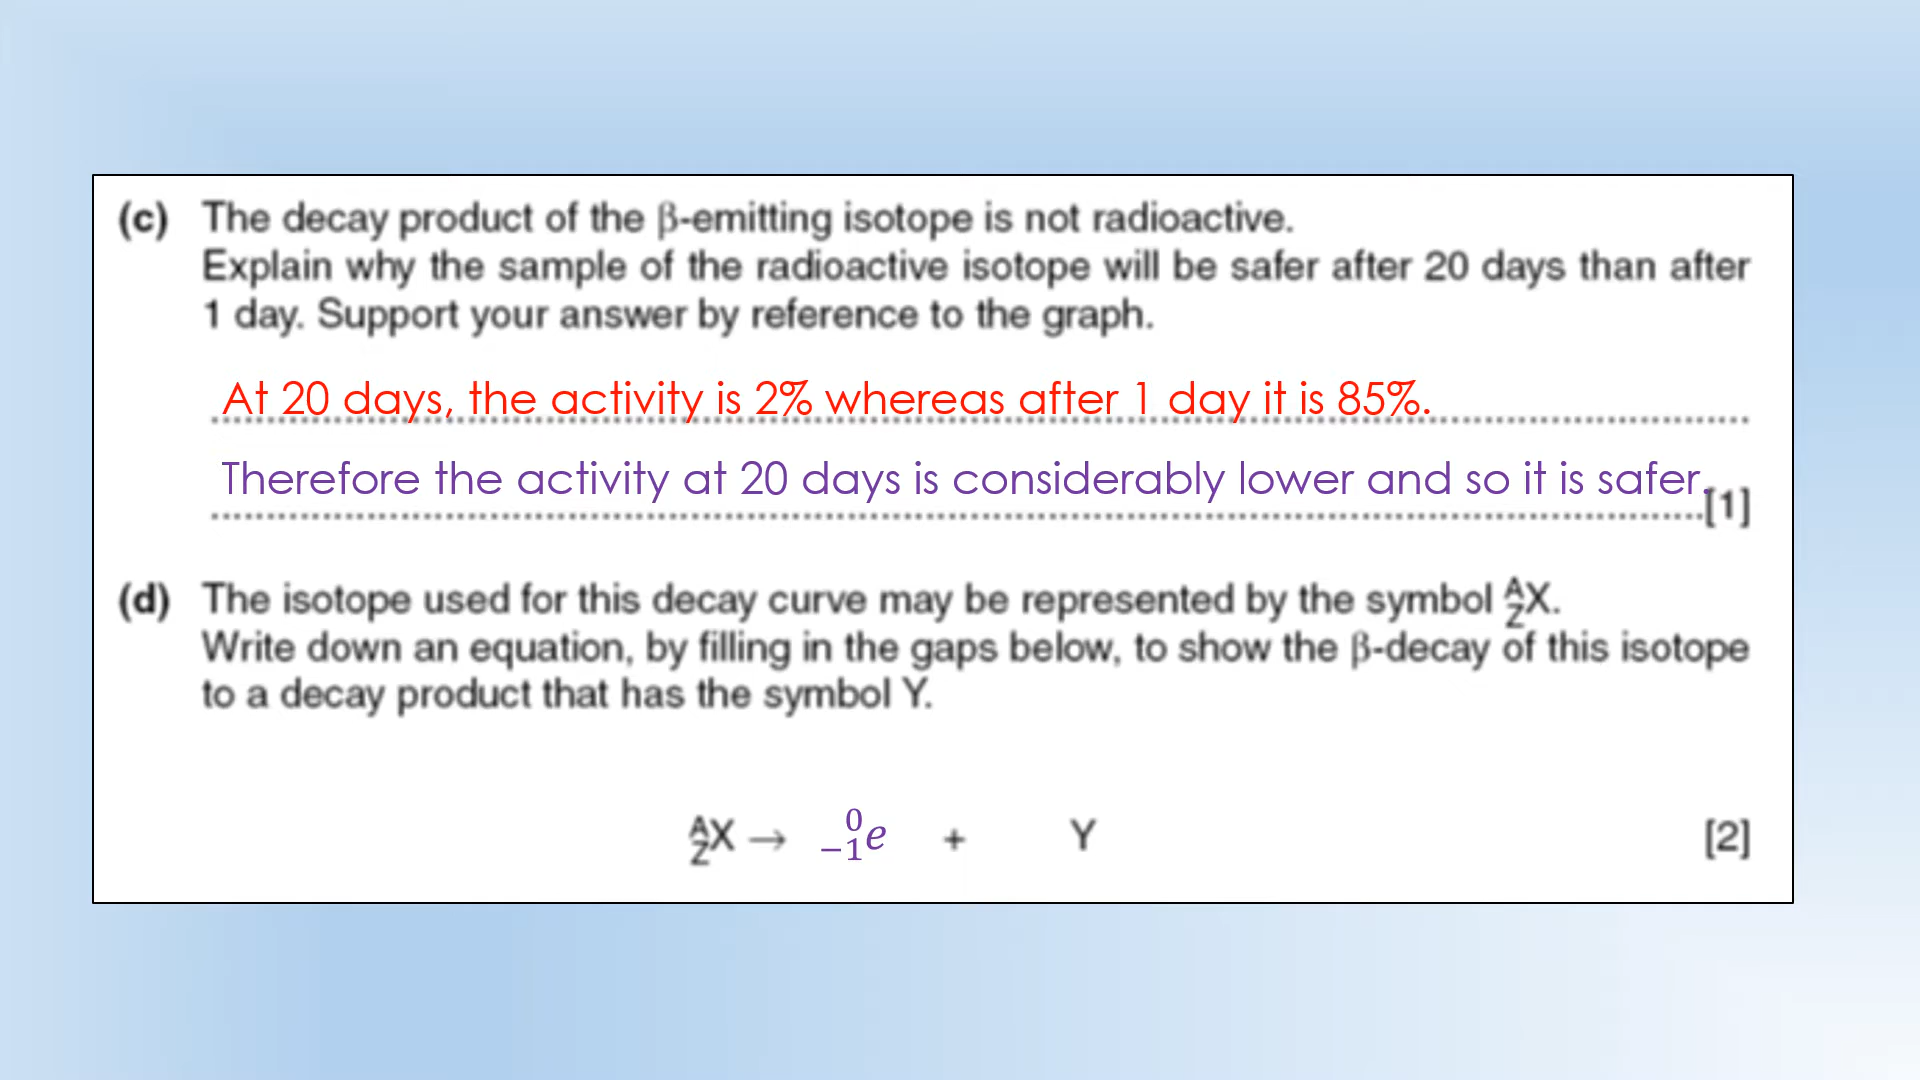 (c) The decay product of the β-emitting isotope is not radioactive.
Explain why the sample of the radioactive isotope will be safer after 20 days than after
1 day. Support your answer by reference to the graph.
At 20 days, the activity is 2% whereas after 1 day it is 85%.
Therefore the activity at 20 days is considerably lower and so it is safer.
[1]
(d) The isotope used for this decay curve may be represented by the symbol ᴬ_Z X.
Write down an equation, by filling in the gaps below, to show the β-decay of this isotope
to a decay product that has the symbol Y.
ᴬ_Z X → ⁰₋₁e + Y [2]